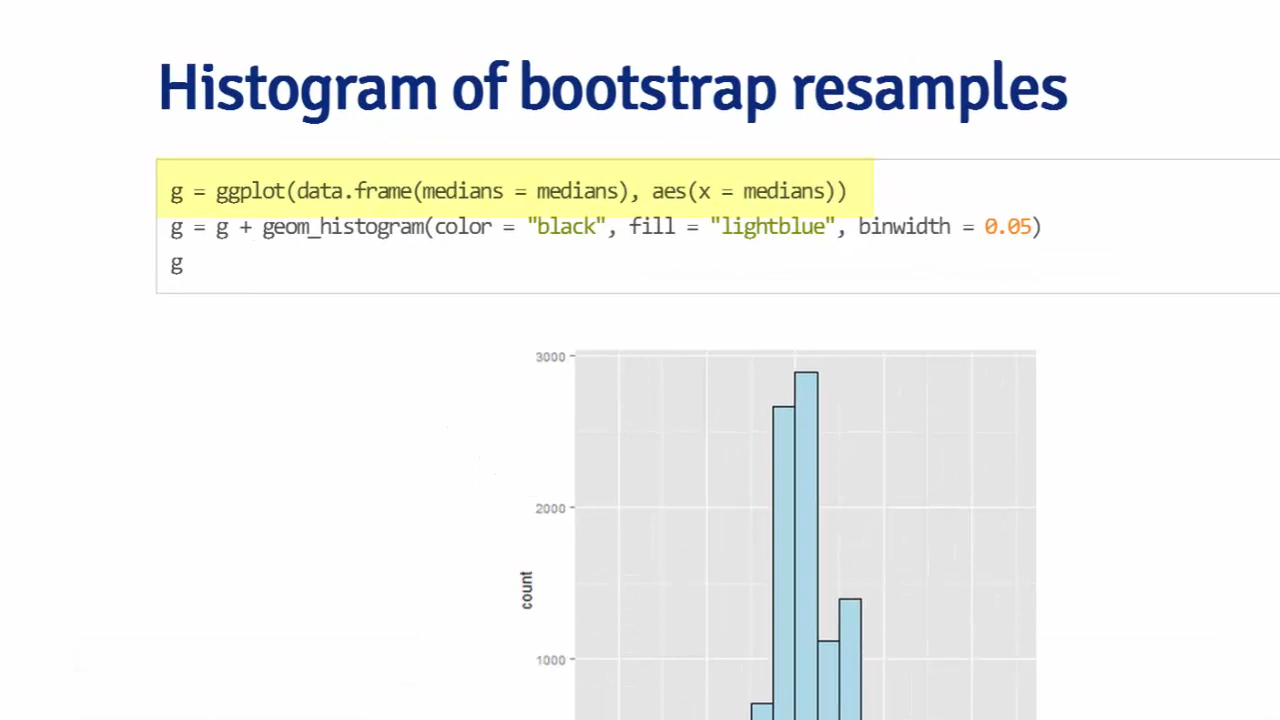 Histogram of bootstrap resamples
g = ggplot(data.frame(medians = medians), aes(x = medians))
g = g + geom_histogram(color = "black", fill = "lightblue", binwidth = 0.05)
g
3000
2000
count
1000